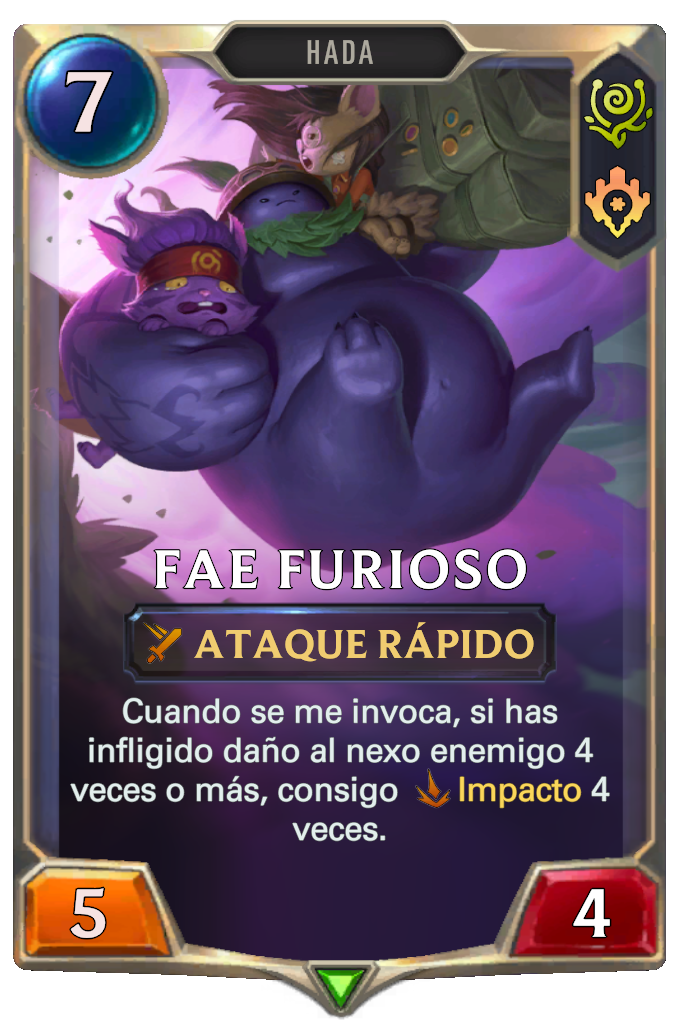 HADA
7
FAE FURIOSO
ATAQUE RÁPIDO
Cuando se me invoca, si has
infligido daño al nexo enemigo 4
veces o más, consigo Impacto 4
veces.
5
4